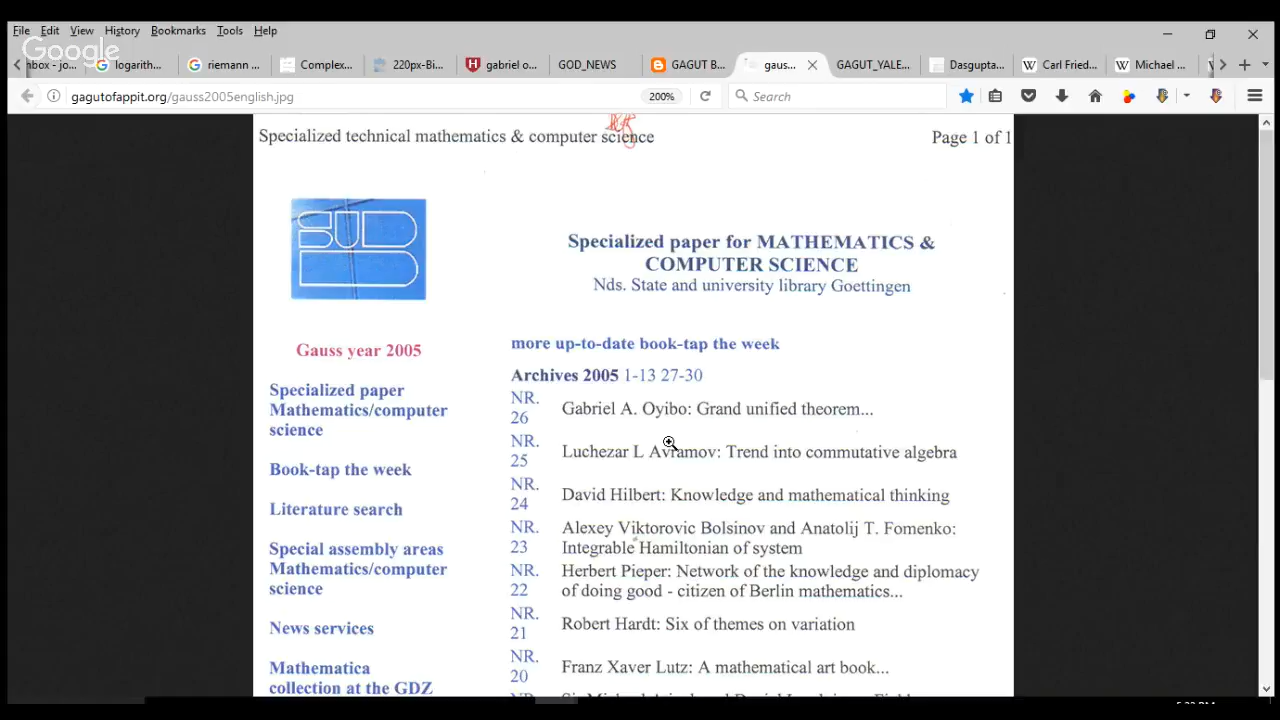 File Edit View History Bookmarks Tools Help
Google
nbox - jo... logarith... riemann ... Complex... 220px-Bi... gabriel o... GOD_NEWS GAGUT B... gaus... GAGUT_YALE... Dasgupta... Carl Fried... Michael ...
gagutofappit.org/gauss2005english.jpg 200% Search
Specialized technical mathematics & computer science Page 1 of 1
SUB
Specialized paper for MATHEMATICS &
COMPUTER SCIENCE
Nds. State and university library Goettingen
Gauss year 2005
more up-to-date book-tap the week
Archives 2005 1-13 27-30
Specialized paper
Mathematics/computer
science
Book-tap the week
Literature search
Special assembly areas
Mathematics/computer
science
News services
Mathematica
collection at the GDZ
NR.
26
Gabriel A. Oyibo: Grand unified theorem...
NR.
25
Luchezar L Avramov: Trend into commutative algebra
NR.
24
David Hilbert: Knowledge and mathematical thinking
NR.
23
Alexey Viktorovic Bolsinov and Anatolij T. Fomenko:
Integrable Hamiltonian of system
NR.
22
Herbert Pieper: Network of the knowledge and diplomacy
of doing good - citizen of Berlin mathematics...
NR.
21
Robert Hardt: Six of themes on variation
NR.
20
Franz Xaver Lutz: A mathematical art book...